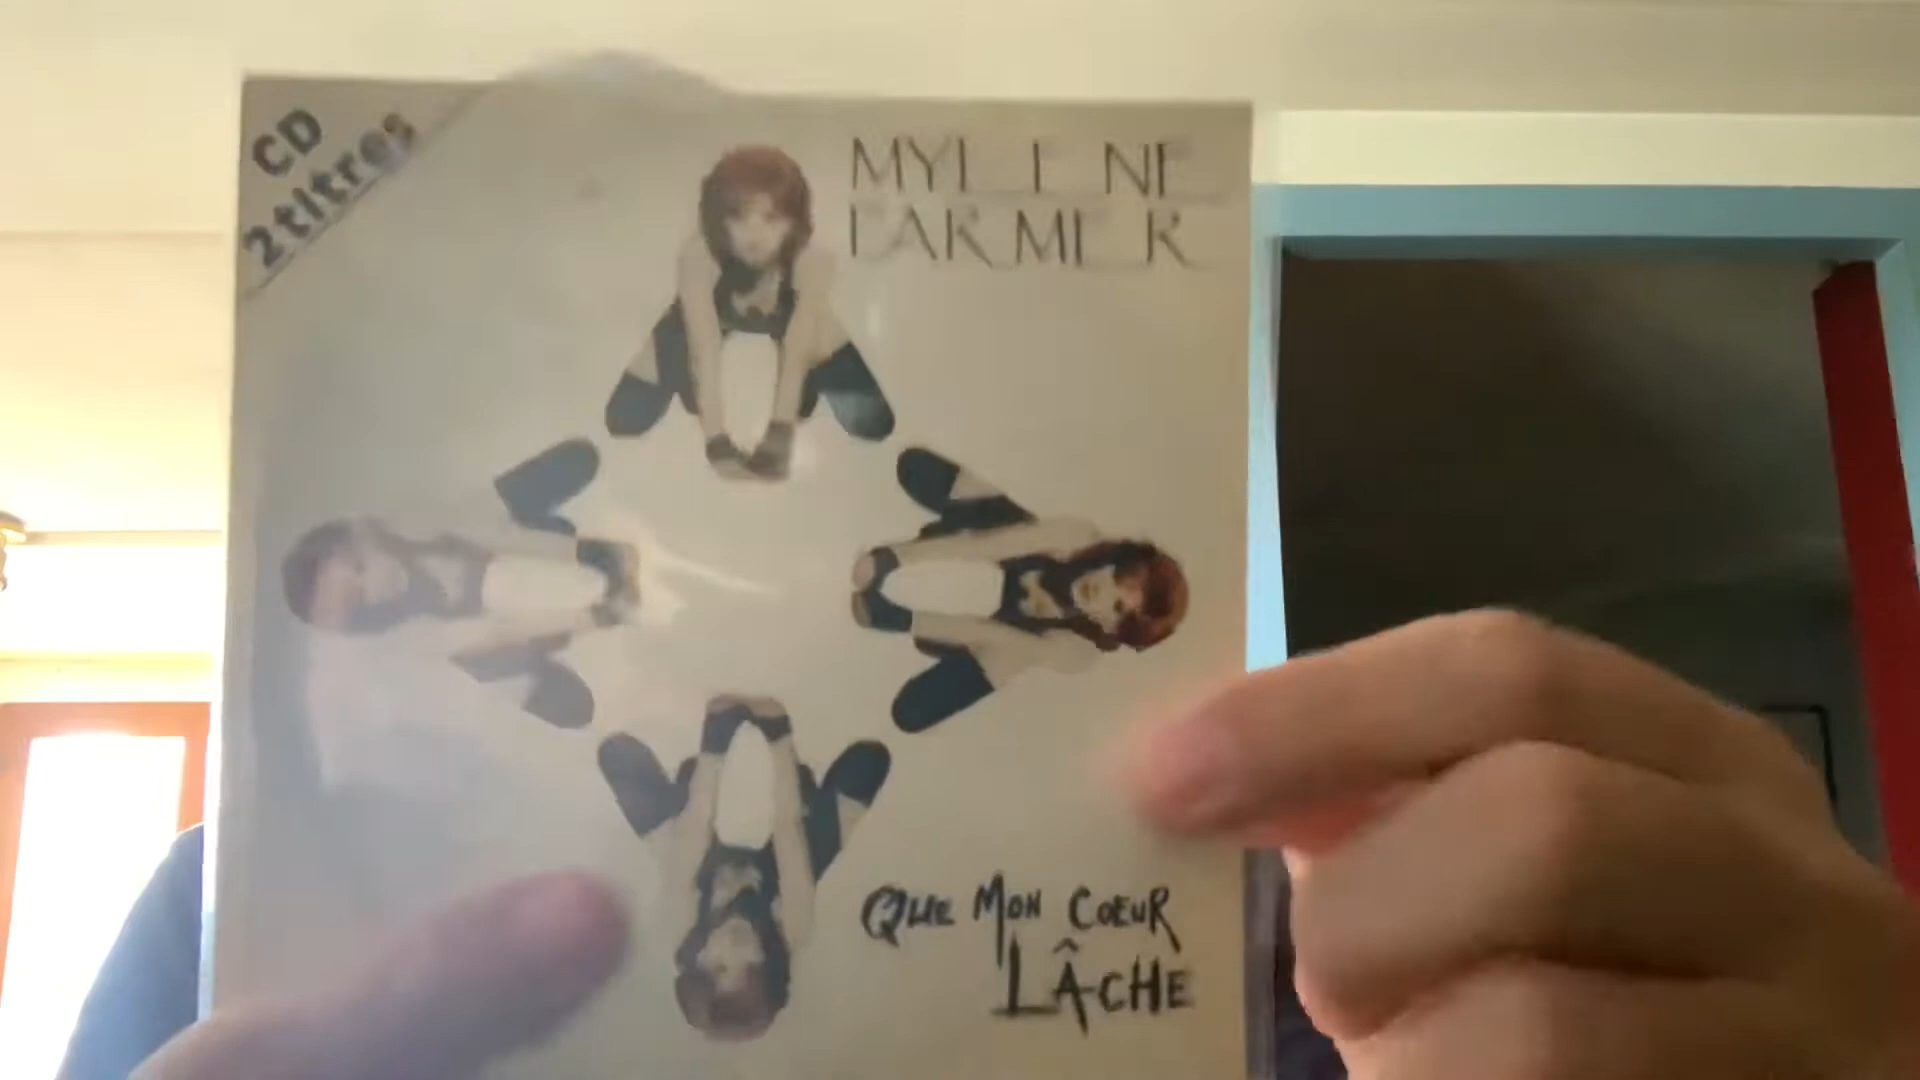 CD
2 titres
MYLENE
FARMER
QUE MON COEUR
LÂCHE